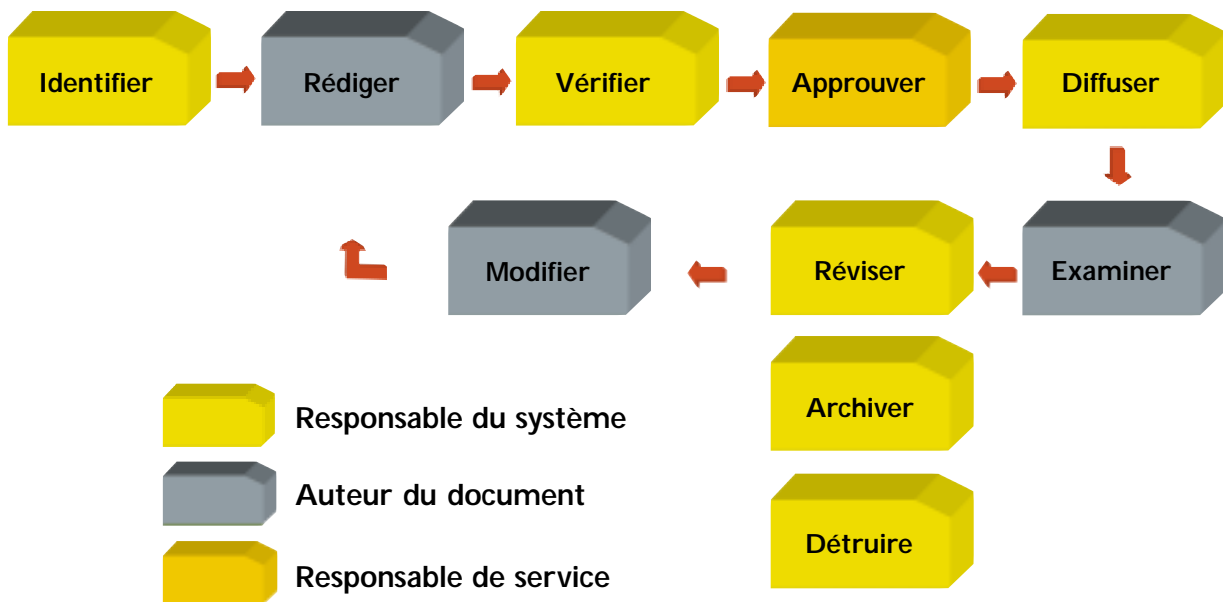 Identifier
Rédiger
Vérifier
Approuver
Diffuser
Modifier
Réviser
Examiner
Archiver
Détruire
Responsable du système
Auteur du document
Responsable de service